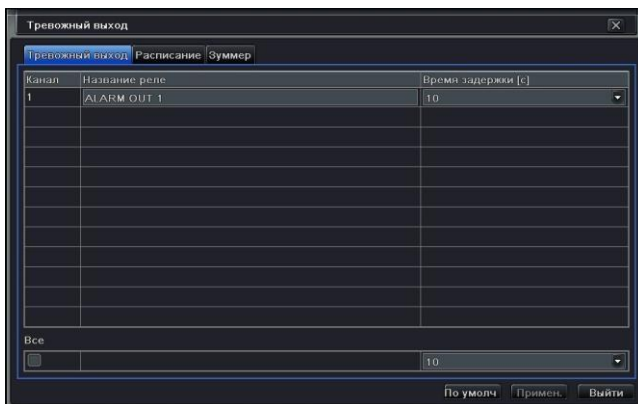 Тревожный выход
Тревожный выход Расписание Зуммер
Канал Название реле Время задержки [с]
1 ALARM OUT 1 10
Все
10
По умолч Примен. Выйти